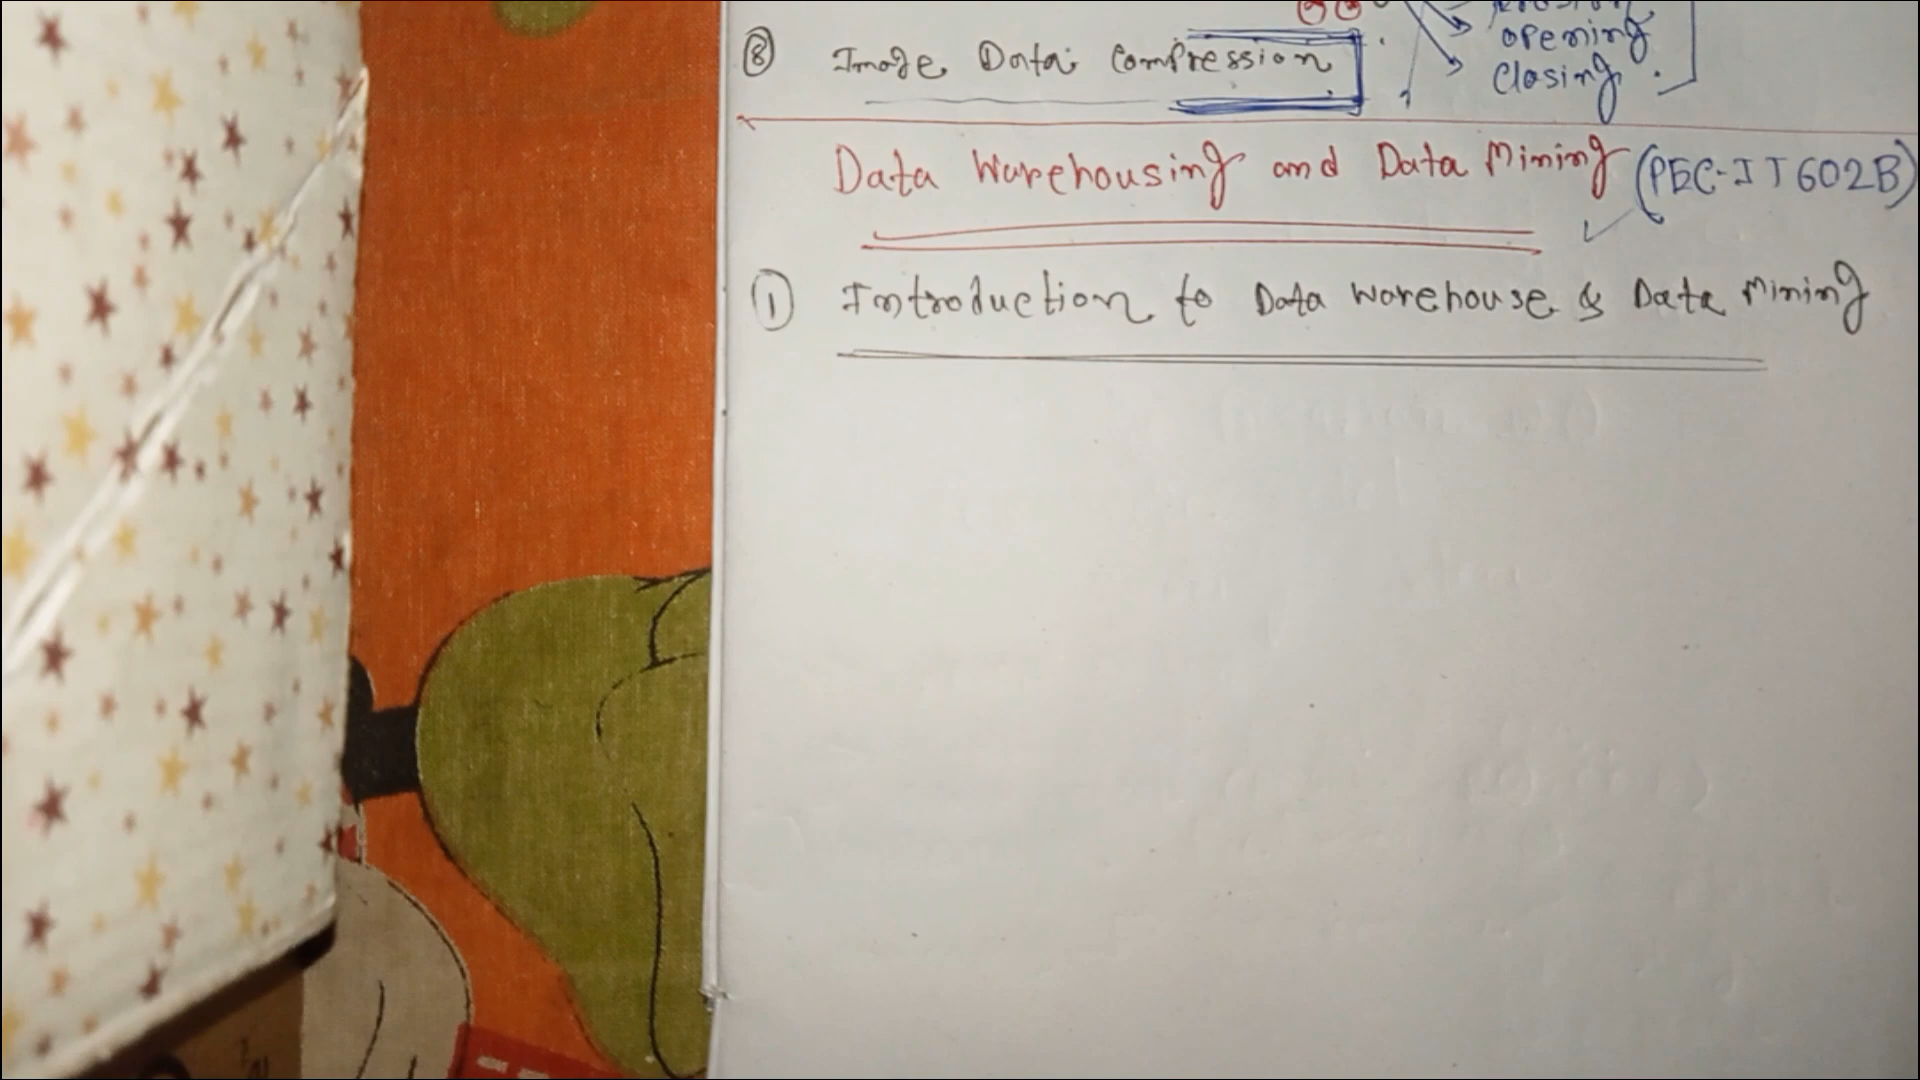 opening
⑧ Image Data Compression.
Closing.
Data Warehousing and Data Mining (PEC-IT602B)
① Introduction to Data Warehouse & Data Mining